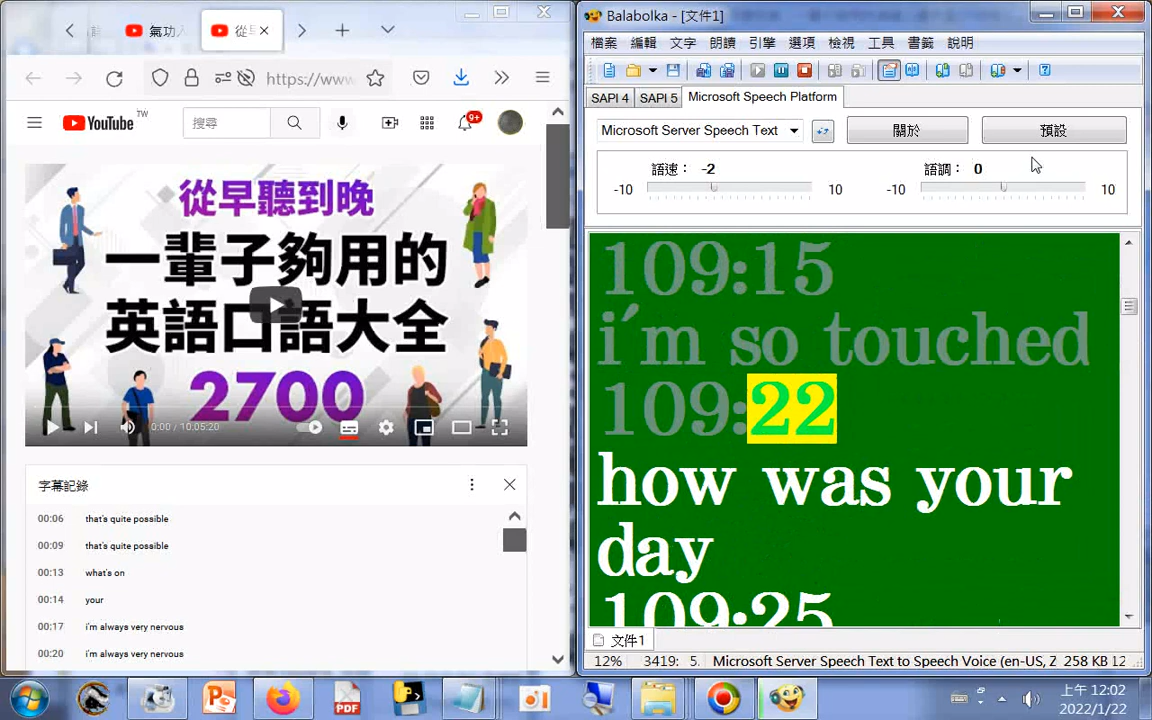 氣功
從
https://www
YouTube TW
搜尋
9+
從早聽到晚
一輩子夠用的
英語口語大全
2700
0:00 / 10:05:20
字幕記錄
00:06 that's quite possible
00:09 that's quite possible
00:13 what's on
00:14 your
00:17 i'm always very nervous
00:20 i'm always very nervous
Balabolka - [文件1]
檔案 編輯 文字 朗讀 引擎 選項 檢視 工具 書籤 說明
SAPI 4 SAPI 5 Microsoft Speech Platform
Microsoft Server Speech Text 關於 預設
語速： -2 語調： 0
-10 10 -10 10
109:15
i´m so touched
109:22
how was your
day
109:25
文件1
12% 3419: 5. Microsoft Server Speech Text to Speech Voice (en-US, Z 258 KB 12
PDF
上午 12:02
2022/1/22